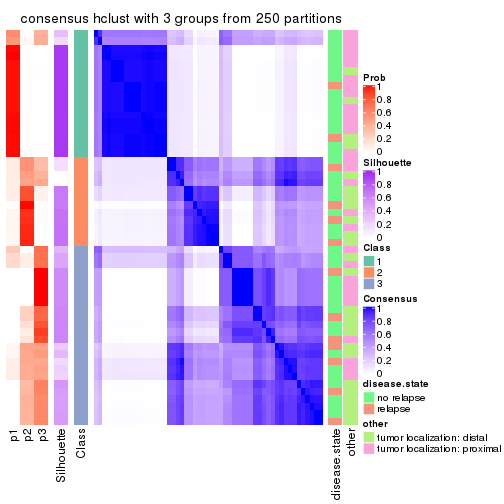 consensus hclust with 3 groups from 250 partitions
Prob
1
0.8
0.6
0.4
0.2
0
Silhouette
1
0.8
0.6
0.4
0.2
0
Class
1
2
3
Consensus
1
0.8
0.6
0.4
0.2
0
disease.state
no relapse
relapse
other
tumor localization: distal
tumor localization: proximal
p1
p2
p3
Silhouette
Class
disease.state
other